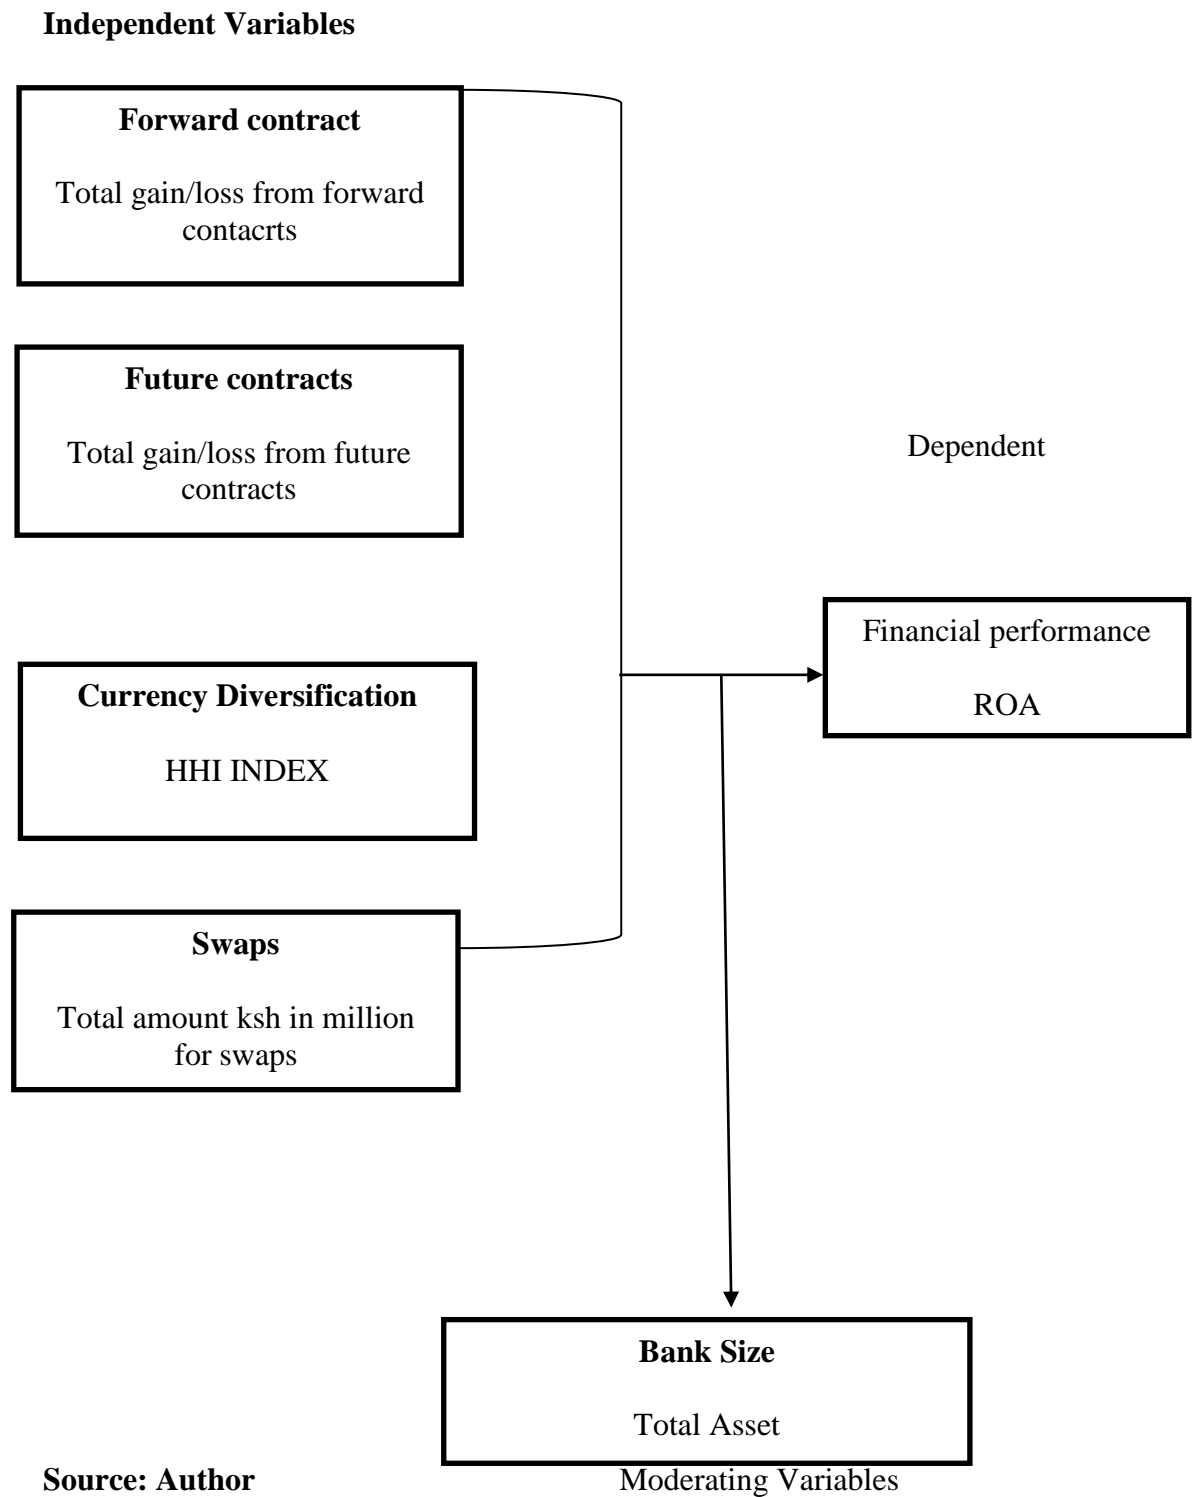 Independent Variables
Forward contract
Total gain/loss from forward
contacrts
Future contracts
Total gain/loss from future
contracts
Dependent
Financial performance
ROA
Currency Diversification
HHI INDEX
Swaps
Total amount ksh in million
for swaps
Bank Size
Total Asset
Source: Author
Moderating Variables